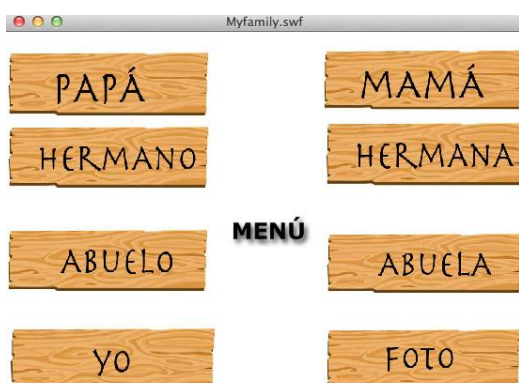 Myfamily.swf
PAPÁ
MAMÁ
HERMANO
HERMANA
MENÚ
ABUELO
ABUELA
YO
FOTO